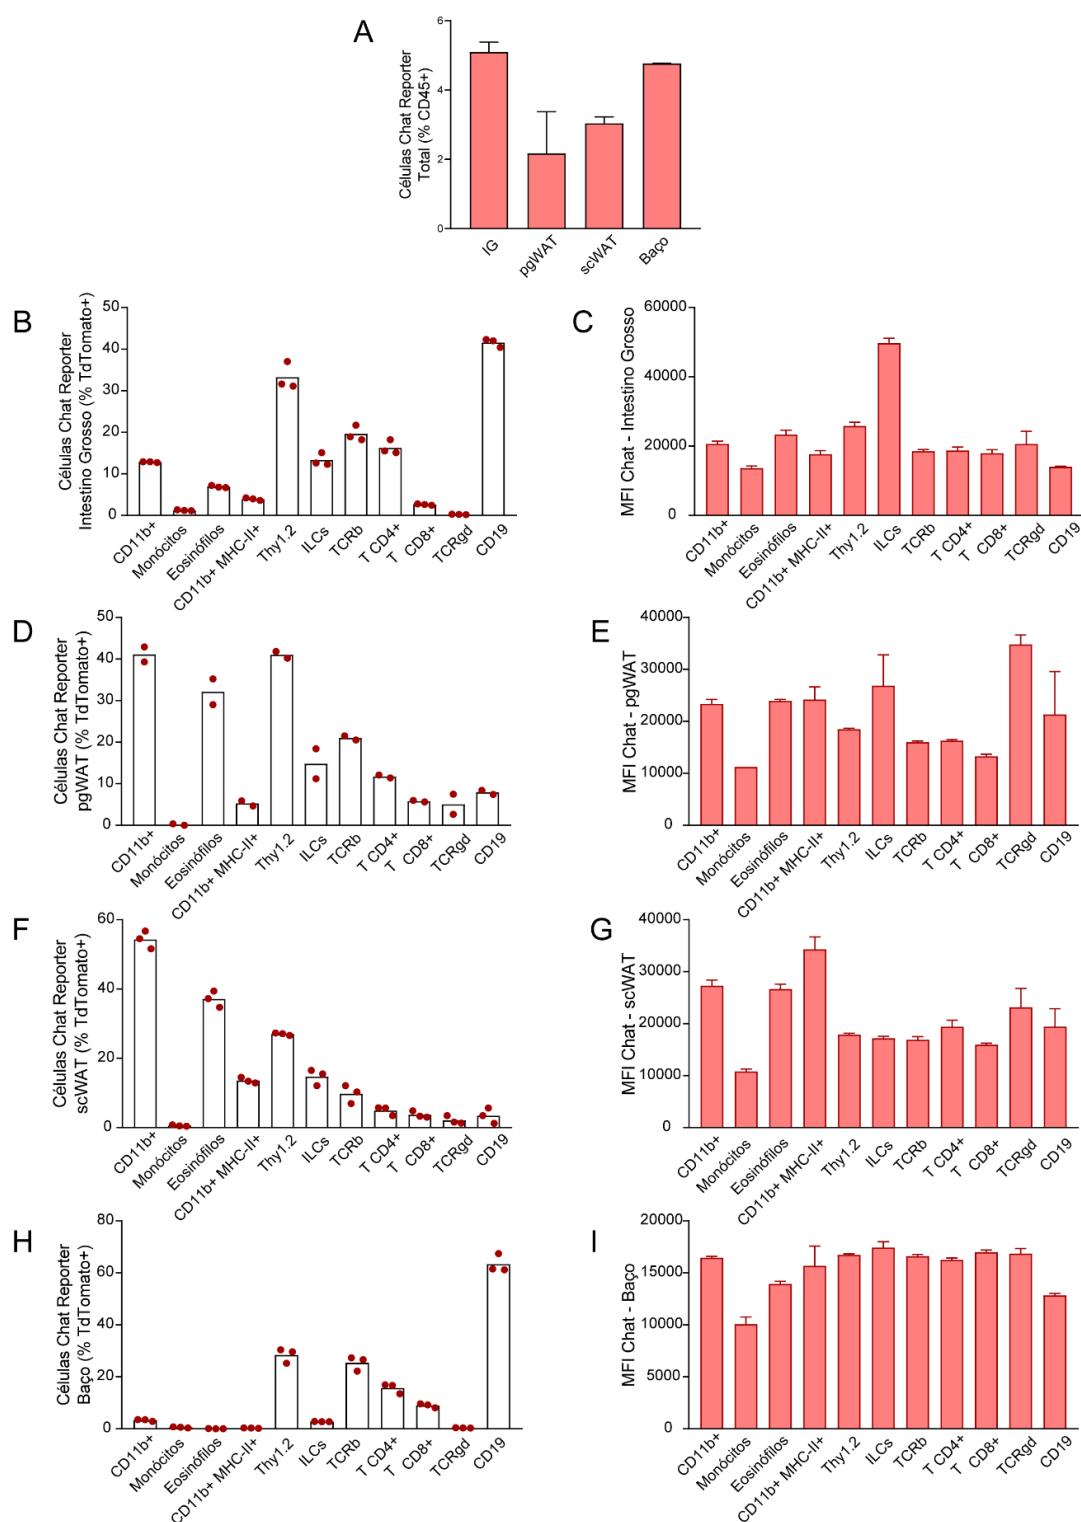 A
Células Chat Reporter
Total (% CD45+)
6
4
2
0
IG
pgWAT
scWAT
Baço
B
Células Chat Reporter
Intestino Grosso (% TdTomato+)
50
40
30
20
10
0
CD11b+
Monócitos
Eosinófilos
CD11b+ MHC-II+
Thy1.2
ILCs
TCRb
T CD4+
T CD8+
TCRgd
CD19
C
MFI Chat - Intestino Grosso
60000
40000
20000
0
CD11b+
Monócitos
Eosinófilos
CD11b+ MHC-II+
Thy1.2
ILCs
TCRb
T CD4+
T CD8+
TCRgd
CD19
D
Células Chat Reporter
pgWAT (% TdTomato+)
50
40
30
20
10
0
CD11b+
Monócitos
Eosinófilos
CD11b+ MHC-II+
Thy1.2
ILCs
TCRb
T CD4+
T CD8+
TCRgd
CD19
E
MFI Chat - pgWAT
40000
30000
20000
10000
0
CD11b+
Monócitos
Eosinófilos
CD11b+ MHC-II+
Thy1.2
ILCs
TCRb
T CD4+
T CD8+
TCRgd
CD19
F
Células Chat Reporter
scWAT (% TdTomato+)
60
40
20
0
CD11b+
Monócitos
Eosinófilos
CD11b+ MHC-II+
Thy1.2
ILCs
TCRb
T CD4+
T CD8+
TCRgd
CD19
G
MFI Chat -scWAT
40000
30000
20000
10000
0
CD11b+
Monócitos
Eosinófilos
CD11b+ MHC-II+
Thy1.2
ILCs
TCRb
T CD4+
T CD8+
TCRgd
CD19
H
Células Chat Reporter
Baço (% TdTomato+)
80
60
40
20
0
CD11b+
Monócitos
Eosinófilos
CD11b+ MHC-II+
Thy1.2
ILCs
TCRb
T CD4+
T CD8+
TCRgd
CD19
I
MFI Chat - Baço
20000
15000
10000
5000
0
CD11b+
Monócitos
Eosinófilos
CD11b+ MHC-II+
Thy1.2
ILCs
TCRb
T CD4+
T CD8+
TCRgd
CD19